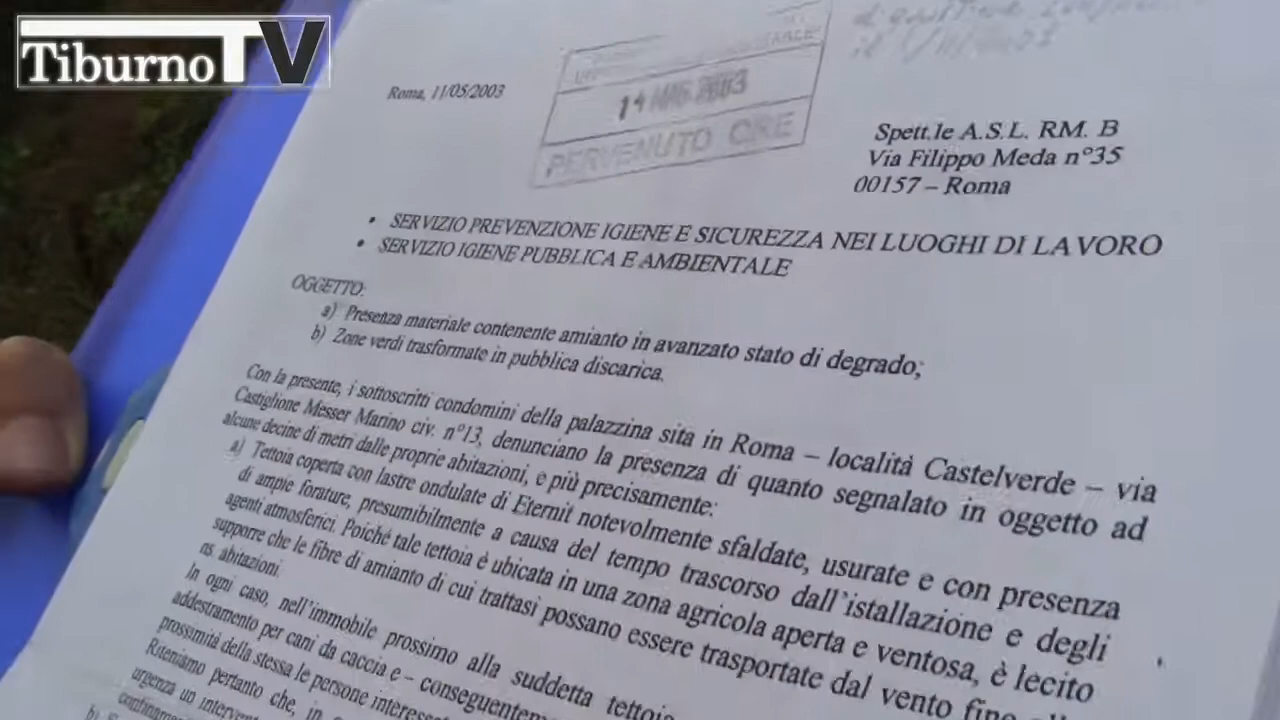 TiburnoTV
Roma, 11/05/2003
14 MAG 2003
PERVENUTO ORE
Spett.le A.S.L. RM. B
Via Filippo Meda n°35
00157 – Roma
• SERVIZIO PREVENZIONE IGIENE E SICUREZZA NEI LUOGHI DI LAVORO
• SERVIZIO IGIENE PUBBLICA E AMBIENTALE
OGGETTO:
a) Presenza materiale contenente amianto in avanzato stato di degrado;
b) Zone verdi trasformate in pubblica discarica.
Con la presente, i sottoscritti condomini della palazzina sita in Roma – località Castelverde – via
Castiglione Messer Marino civ. n°13, denunciano la presenza di quanto segnalato in oggetto ad
alcune decine di metri dalle proprie abitazioni, e più precisamente:
a) Tettoia coperta con lastre ondulate di Eternit notevolmente sfaldate, usurate e con presenza
di ampie forature, presumibilmente a causa del tempo trascorso dall'istallazione e degli
agenti atmosferici. Poiché tale tettoia è ubicata in una zona agricola aperta e ventosa, è lecito
supporre che le fibre di amianto di cui trattasi possano essere trasportate dal vento fino
ns. abitazioni.
In ogni caso, nell'immobile prossimo alla suddetta tettoia
addestramento per cani da caccia e – conseguentem
prossimità della stessa le persone interess
Riteniamo pertanto che, in
urgenza un interven